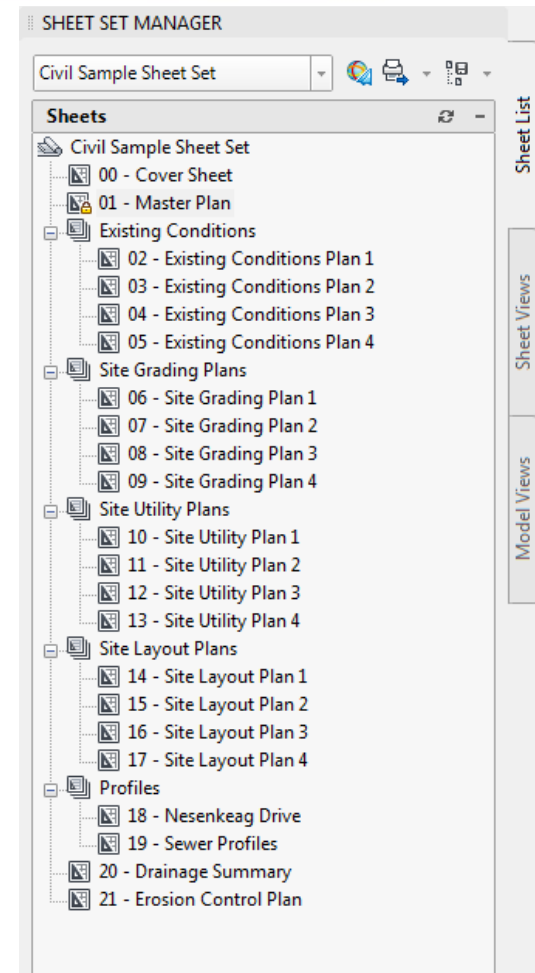 SHEET SET MANAGER
Civil Sample Sheet Set
Sheets
Civil Sample Sheet Set
00 - Cover Sheet
01 - Master Plan
Existing Conditions
02 - Existing Conditions Plan 1
03 - Existing Conditions Plan 2
04 - Existing Conditions Plan 3
05 - Existing Conditions Plan 4
Site Grading Plans
06 - Site Grading Plan 1
07 - Site Grading Plan 2
08 - Site Grading Plan 3
09 - Site Grading Plan 4
Site Utility Plans
10 - Site Utility Plan 1
11 - Site Utility Plan 2
12 - Site Utility Plan 3
13 - Site Utility Plan 4
Site Layout Plans
14 - Site Layout Plan 1
15 - Site Layout Plan 2
16 - Site Layout Plan 3
17 - Site Layout Plan 4
Profiles
18 - Nesenkeag Drive
19 - Sewer Profiles
20 - Drainage Summary
21 - Erosion Control Plan
Sheet List
Sheet Views
Model Views